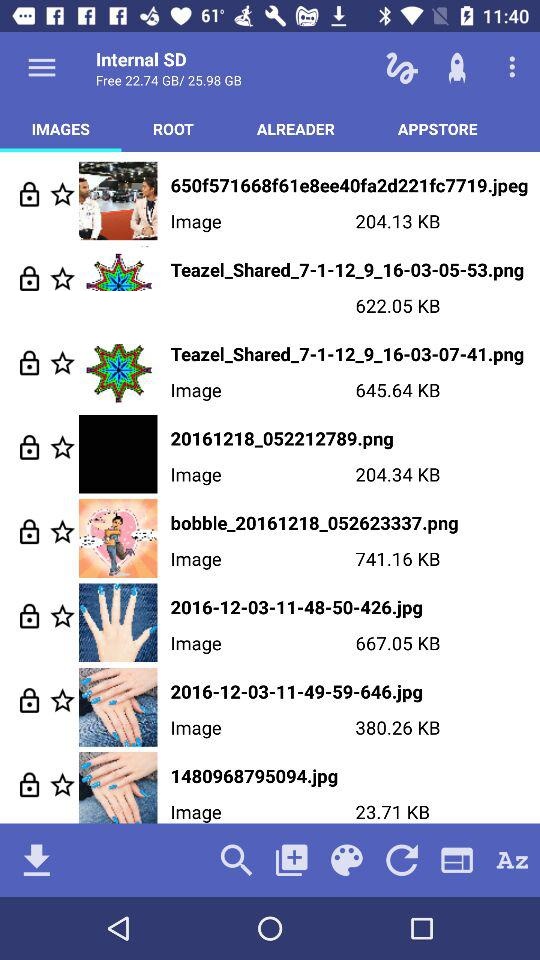 61° 11:40
Internal SD
Free 22.74 GB/ 25.98 GB
IMAGES ROOT ALREADER APPSTORE
650f571668f61e8ee40fa2d221fc7719.jpeg
Image 204.13 KB
Teazel_Shared_7-1-12_9_16-03-05-53.png
622.05 KB
Teazel_Shared_7-1-12_9_16-03-07-41.png
Image 645.64 KB
20161218_052212789.png
Image 204.34 KB
bobble_20161218_052623337.png
Image 741.16 KB
2016-12-03-11-48-50-426.jpg
Image 667.05 KB
2016-12-03-11-49-59-646.jpg
Image 380.26 KB
1480968795094.jpg
Image 23.71 KB
Az